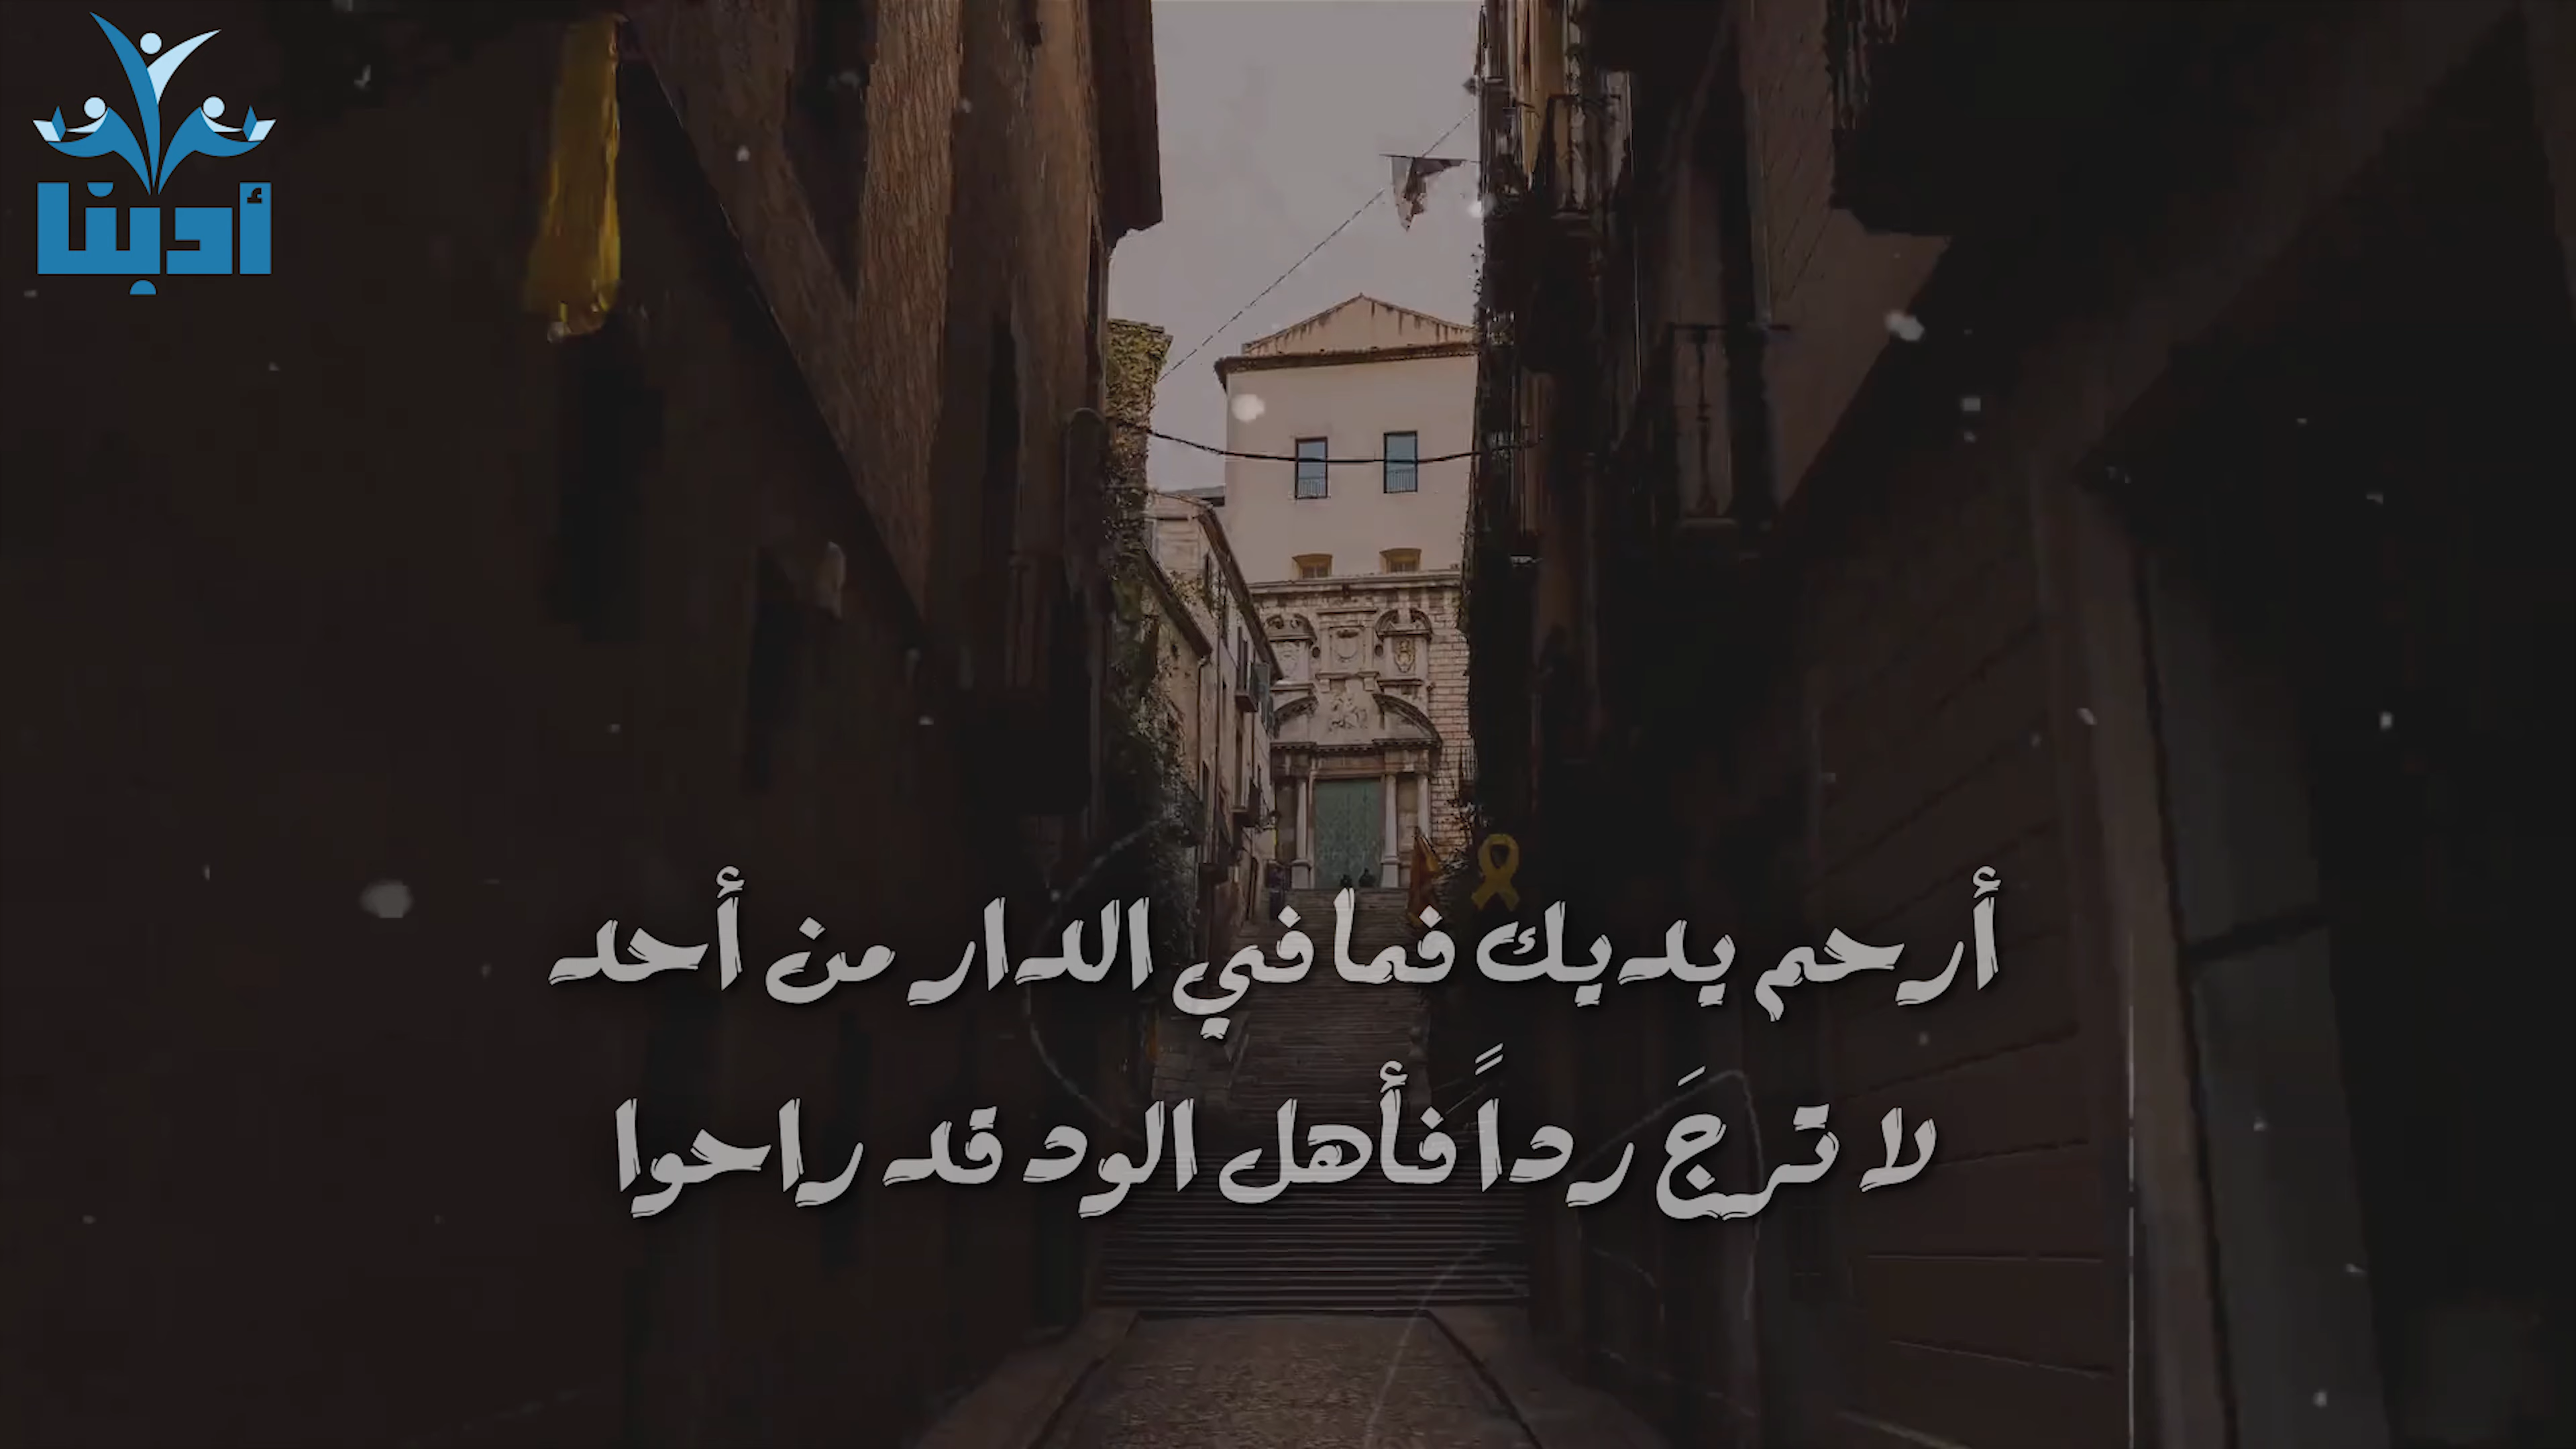 أدبنا
أرحم يديك فما في الدار من أحد
لا ترجَ رداً فأهل الود قد راحوا